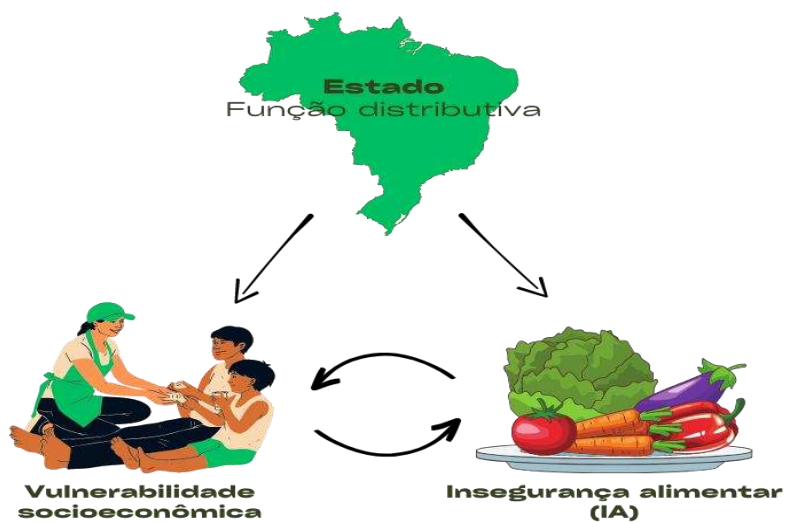 Estado
Função distributiva
Vulnerabilidade
socioeconômica
Insegurança alimentar
(IA)